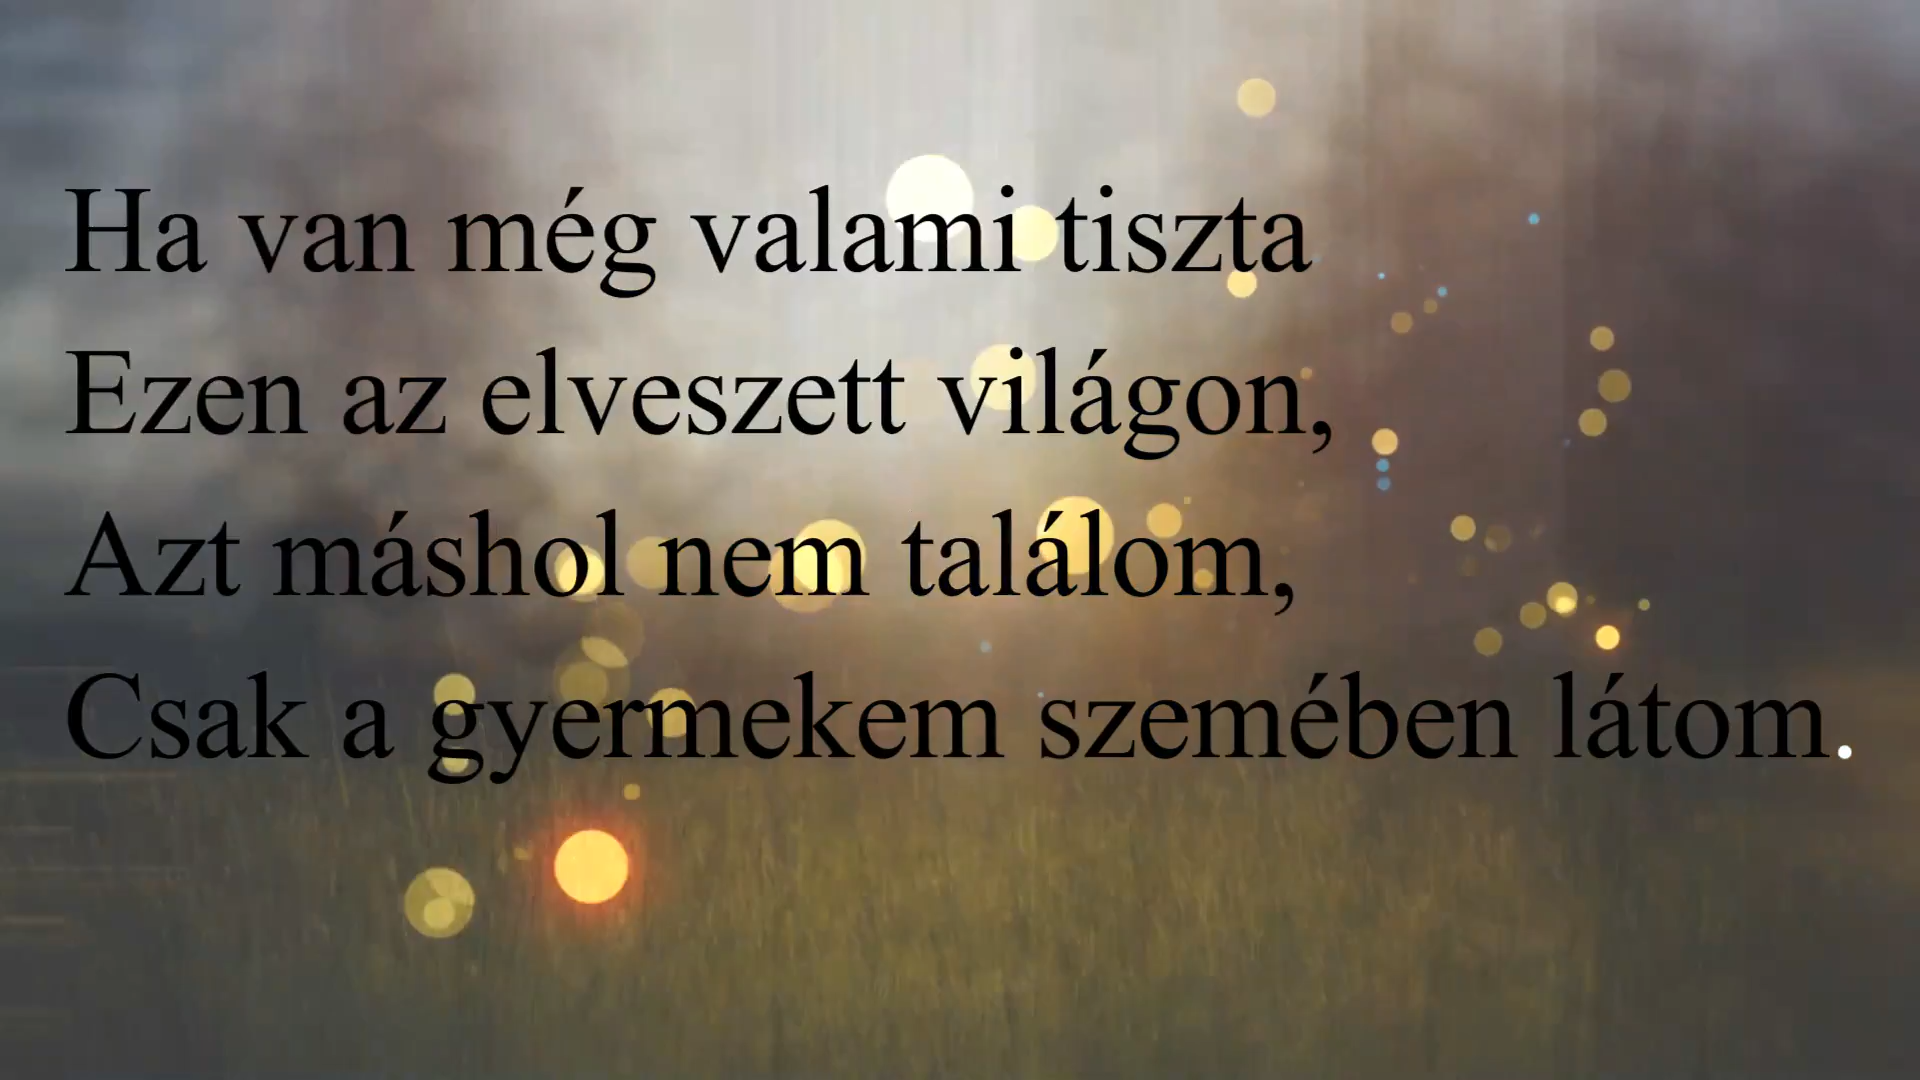 Ha van még valami tiszta
Ezen az elveszett világon,
Azt máshol nem találom,
Csak a gyermekem szemében látom.